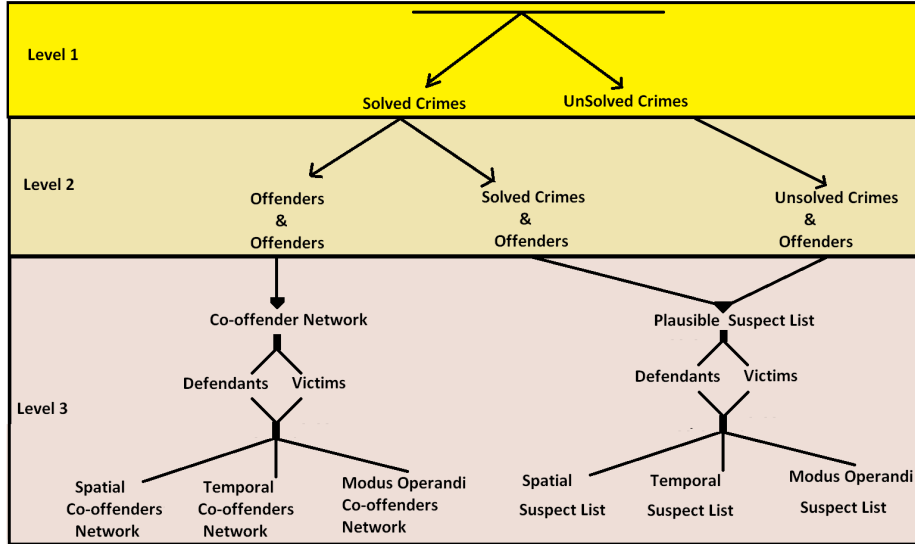 Level 1
Solved Crimes
UnSolved Crimes
Level 2
Offenders
&
Offenders
Solved Crimes
&
Offenders
Unsolved Crimes
&
Offenders
Level 3
Co-offender Network
Defendants
Victims
Spatial
Co-offenders
Network
Temporal
Co-offenders
Network
Modus Operandi
Co-offenders
Network
Plausible Suspect List
Defendants
Victims
Spatial
Suspect List
Temporal
Suspect List
Modus Operandi
Suspect List